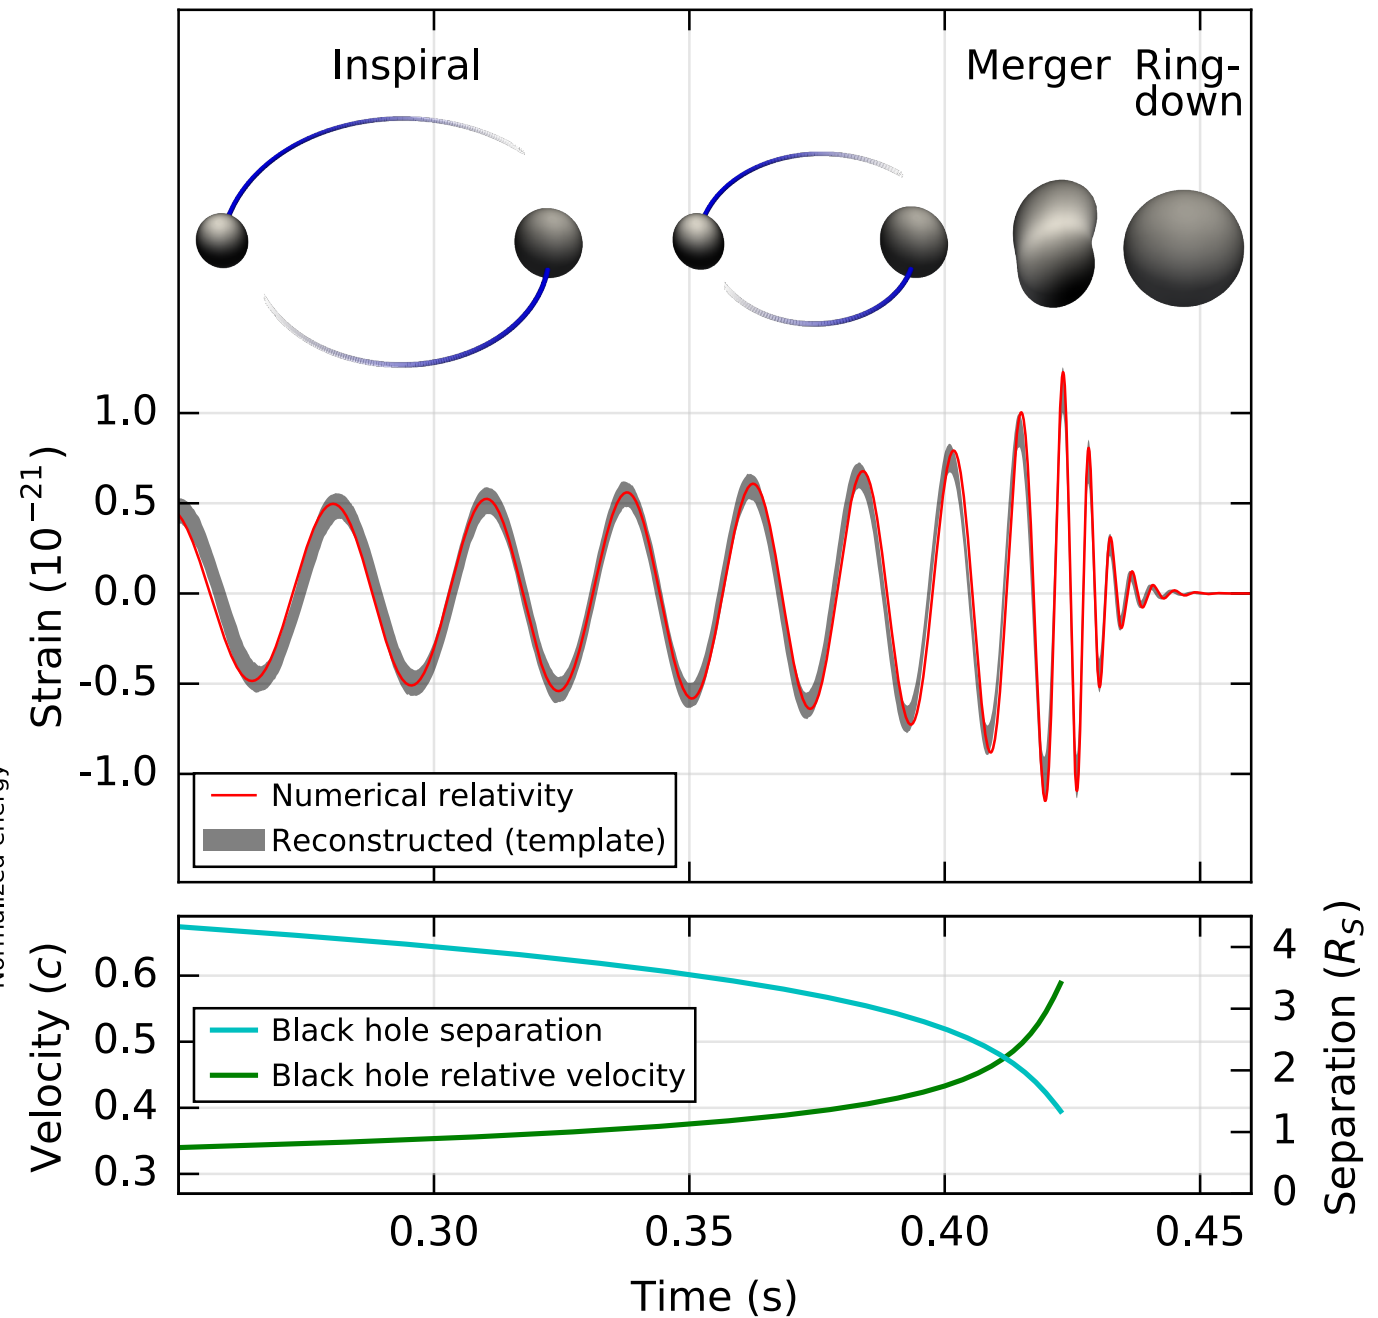 Inspiral
Merger
Ring-
down
Strain (10⁻²¹)
1.0
0.5
0.0
-0.5
-1.0
Numerical relativity
Reconstructed (template)
Velocity (c)
0.6
0.5
0.4
0.3
Black hole separation
Black hole relative velocity
4
3
2
1
0
Separation (R_S)
0.30
0.35
0.40
0.45
Time (s)